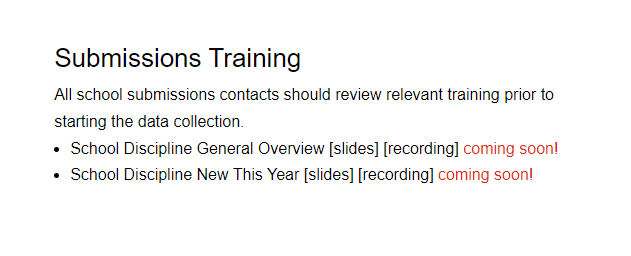 Submissions Training
All school submissions contacts should review relevant training prior to
starting the data collection.
• School Discipline General Overview [slides] [recording] coming soon!
• School Discipline New This Year [slides] [recording] coming soon!